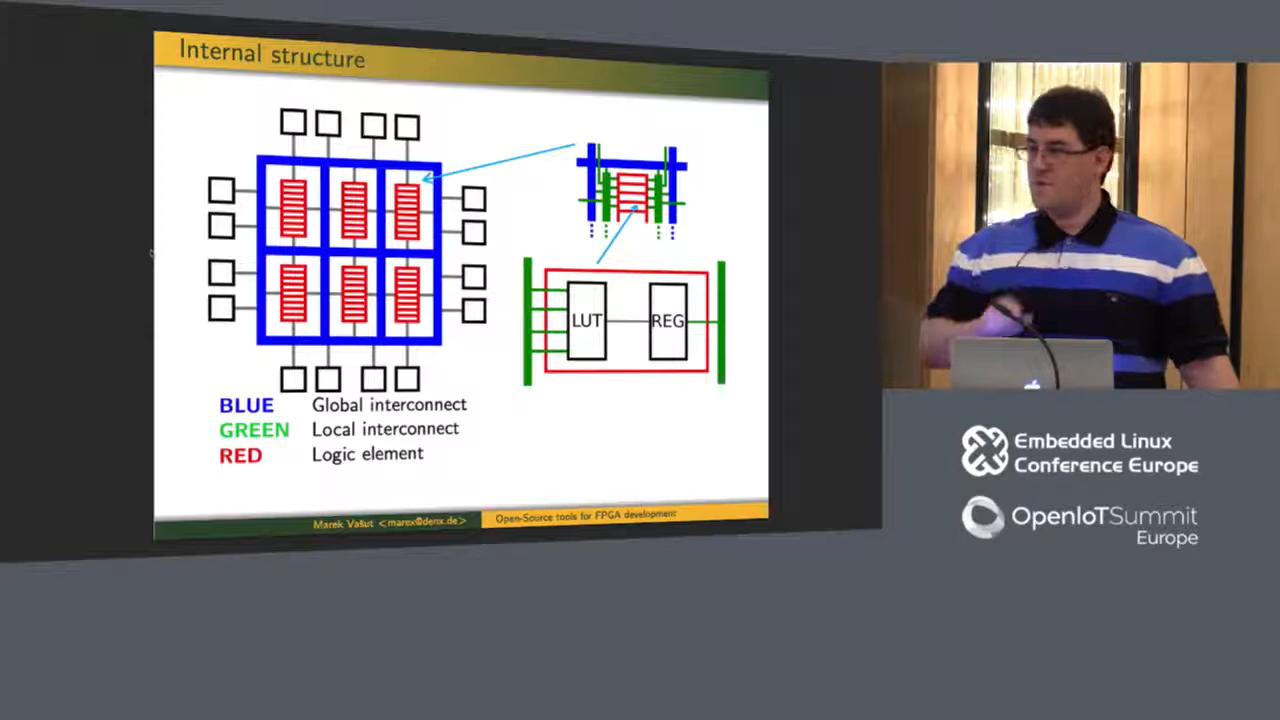 Internal structure
LUT
REG
BLUE Global interconnect
GREEN Local interconnect
RED Logic element
Marek Vašut <marex@denx.de>
Open-Source tools for FPGA development
Embedded Linux
Conference Europe
OpenIoTSummit
Europe